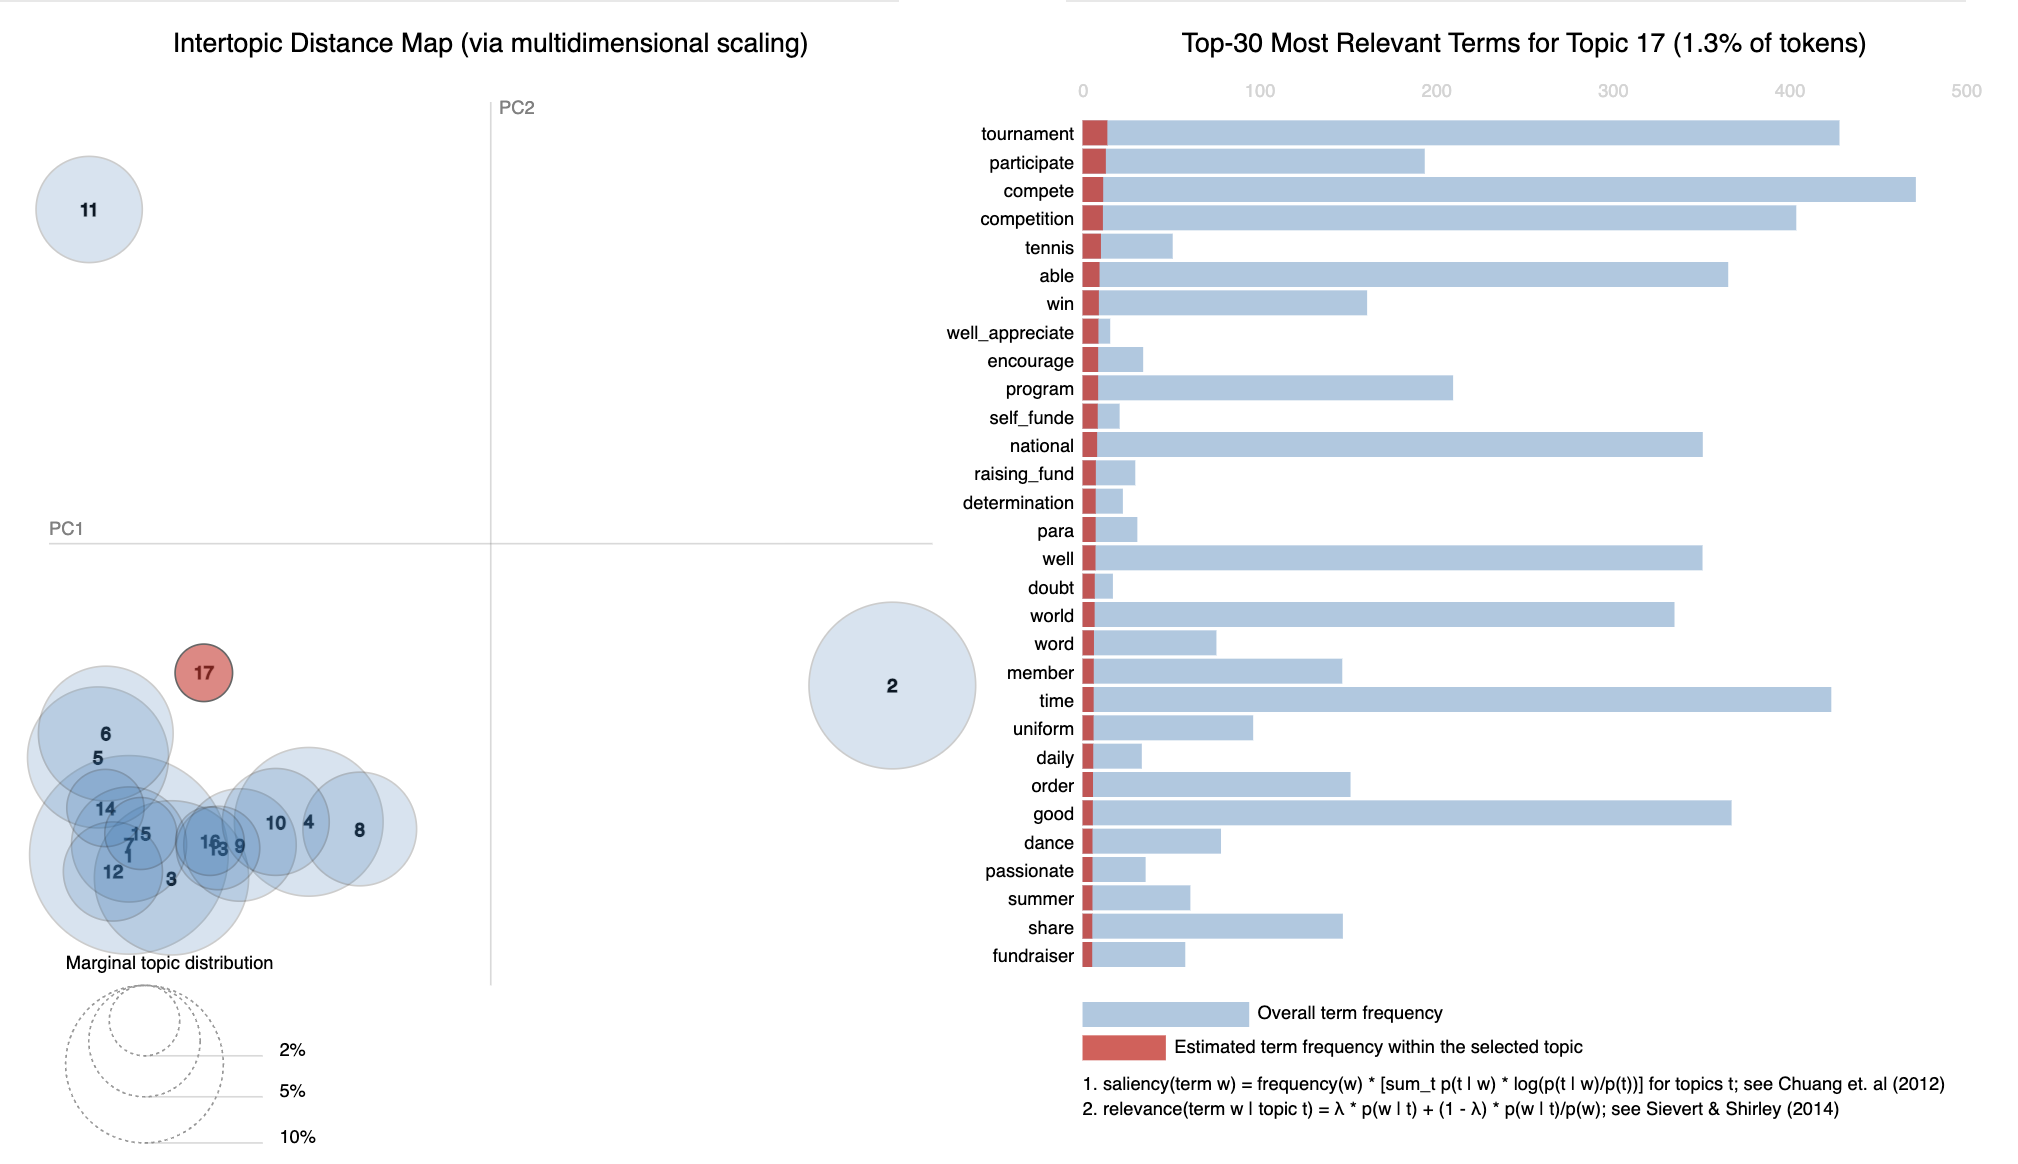 Intertopic Distance Map (via multidimensional scaling)
PC2
PC1
11
17
2
6
5
14
15
7
1
12
3
16
13
9
10
4
8
Marginal topic distribution
2%
5%
10%
Top-30 Most Relevant Terms for Topic 17 (1.3% of tokens)
0 100 200 300 400 500
tournament
participate
compete
competition
tennis
able
win
well_appreciate
encourage
program
self_funde
national
raising_fund
determination
para
well
doubt
world
word
member
time
uniform
daily
order
good
dance
passionate
summer
share
fundraiser
Overall term frequency
Estimated term frequency within the selected topic
1. saliency(term w) = frequency(w) * [sum_t p(t | w) * log(p(t | w)/p(t))] for topics t; see Chuang et. al (2012)
2. relevance(term w | topic t) = λ * p(w | t) + (1 - λ) * p(w | t)/p(w); see Sievert & Shirley (2014)